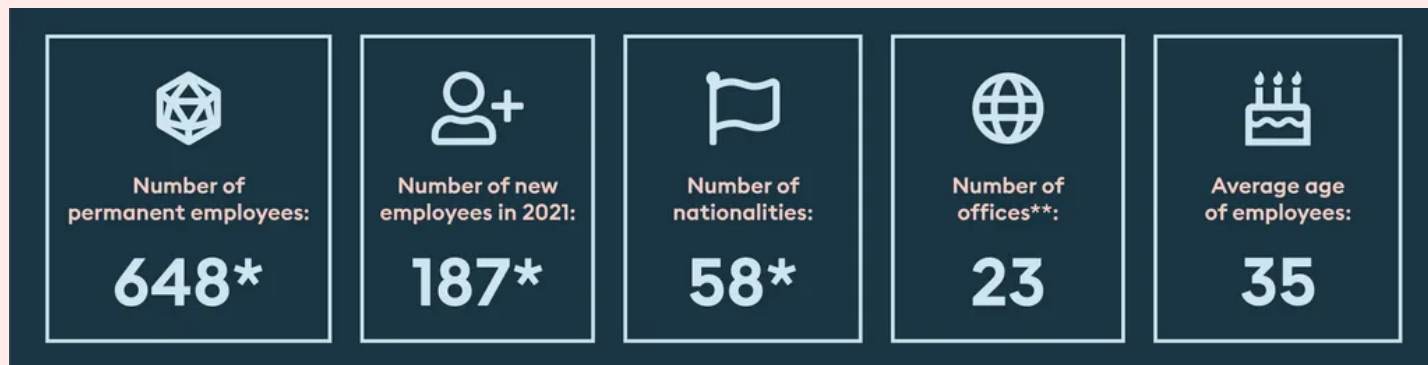 Number of
permanent employees:
648*
Number of new
employees in 2021:
187*
Number of
nationalities:
58*
Number of
offices**:
23
Average age
of employees:
35